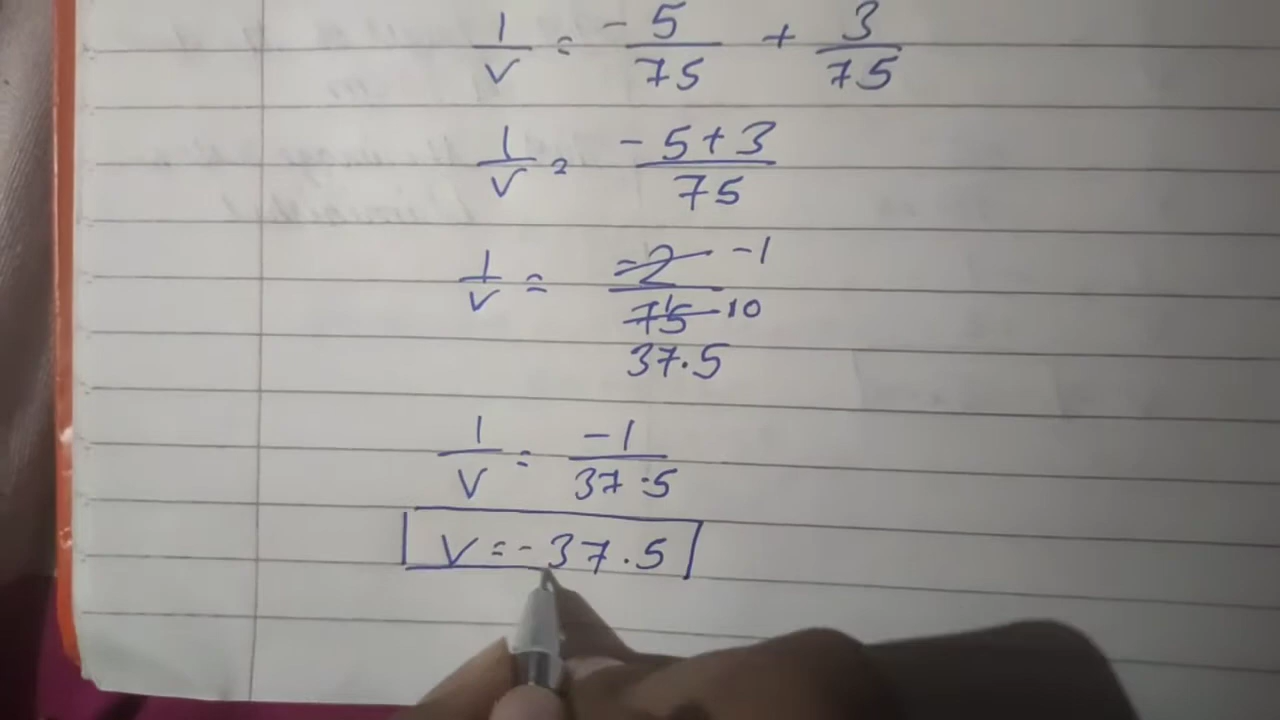 1/v = -5/75 + 3/75
1/v = -5+3/75
1/v = -2/75 -1 10
37.5
1/v = -1/37.5
v = -37.5